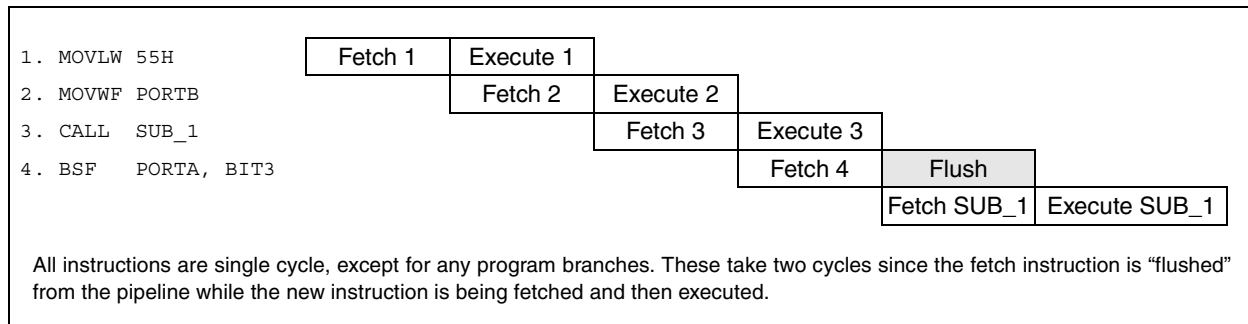 1. MOVLW 55H Fetch 1 Execute 1
2. MOVWF PORTB Fetch 2 Execute 2
3. CALL SUB_1 Fetch 3 Execute 3
4. BSF PORTA, BIT3 Fetch 4 Flush
Fetch SUB_1 Execute SUB_1
All instructions are single cycle, except for any program branches. These take two cycles since the fetch instruction is “flushed”
from the pipeline while the new instruction is being fetched and then executed.